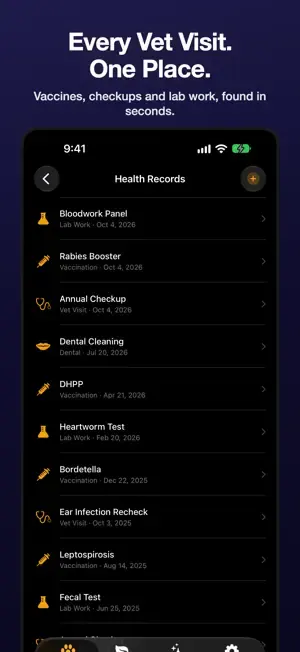 Every Vet Visit.
One Place.
Vaccines, checkups and lab work, found in
seconds.
9:41
Health Records
Bloodwork Panel
Lab Work · Oct 4, 2026
Rabies Booster
Vaccination · Oct 4, 2026
Annual Checkup
Vet Visit · Oct 4, 2026
Dental Cleaning
Dental · Jul 20, 2026
DHPP
Vaccination · Apr 21, 2026
Heartworm Test
Lab Work · Feb 20, 2026
Bordetella
Vaccination · Dec 22, 2025
Ear Infection Recheck
Vet Visit · Oct 3, 2025
Leptospirosis
Vaccination · Aug 14, 2025
Fecal Test
Lab Work · Jun 25, 2025